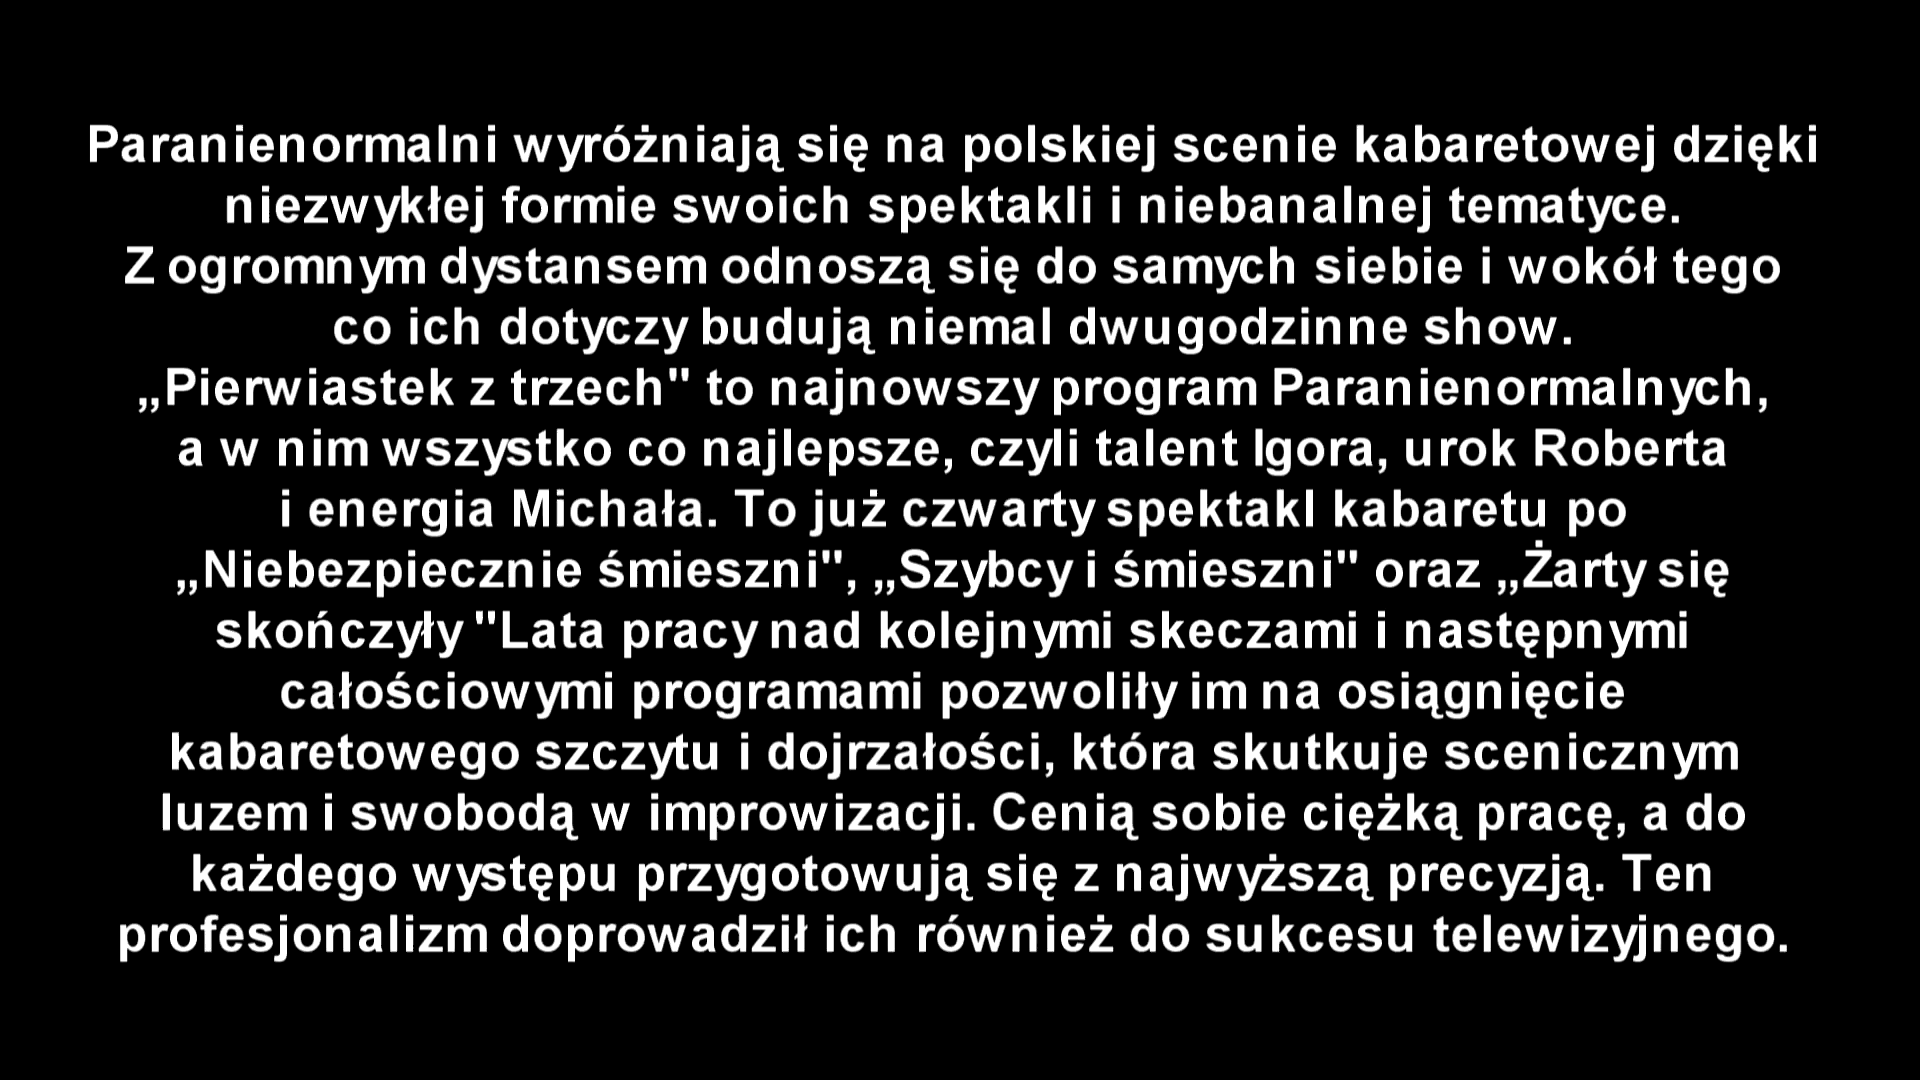 Paranienormalni wyróżniają się na polskiej scenie kabaretowej dzięki
niezwykłej formie swoich spektakli i niebanalnej tematyce.
Z ogromnym dystansem odnoszą się do samych siebie i wokół tego
co ich dotyczy budują niemal dwugodzinne show.
„Pierwiastek z trzech" to najnowszy program Paranienormalnych,
a w nim wszystko co najlepsze, czyli talent Igora, urok Roberta
i energia Michała. To już czwarty spektakl kabaretu po
„Niebezpiecznie śmieszni", „Szybcy i śmieszni" oraz „Żarty się
skończyły "Lata pracy nad kolejnymi skeczami i następnymi
całościowymi programami pozwoliły im na osiągnięcie
kabaretowego szczytu i dojrzałości, która skutkuje scenicznym
luzem i swobodą w improwizacji. Cenią sobie ciężką pracę, a do
każdego występu przygotowują się z najwyższą precyzją. Ten
profesjonalizm doprowadził ich również do sukcesu telewizyjnego.